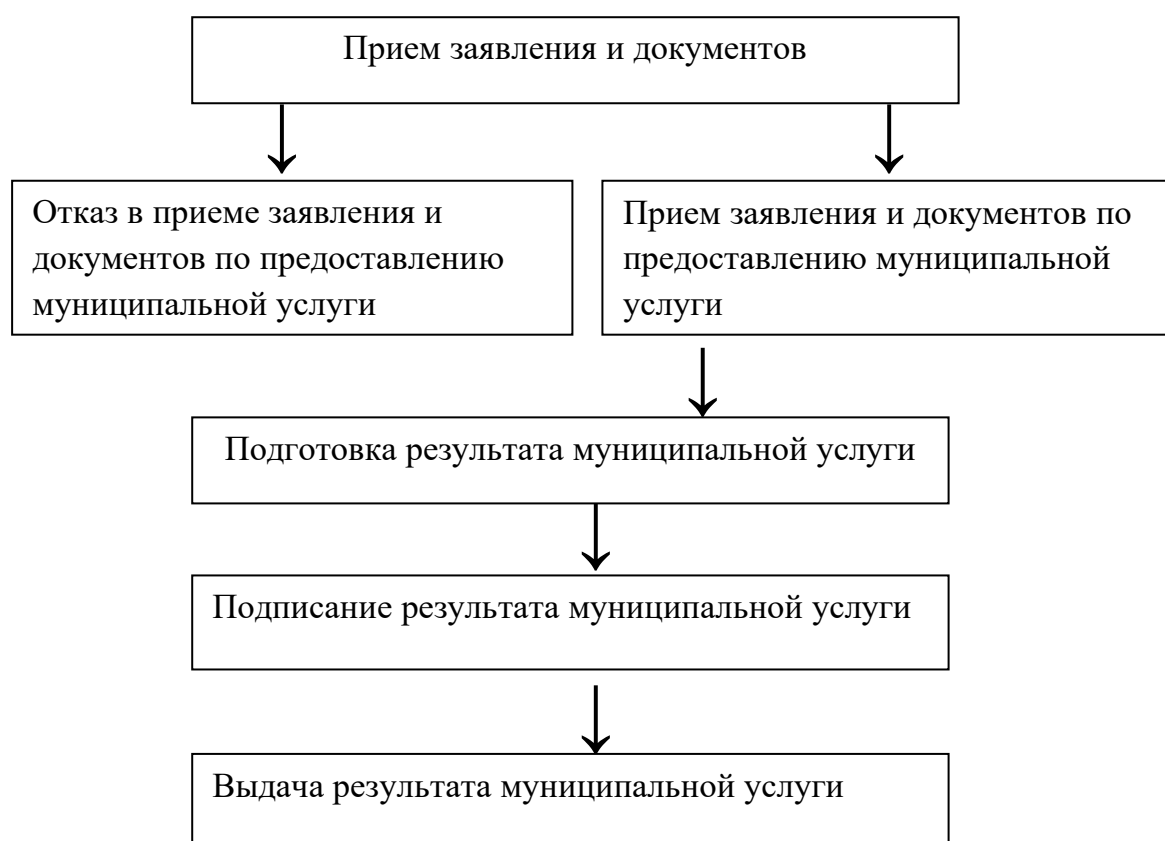 Прием заявления и документов
Отказ в приеме заявления и
документов по предоставлению
муниципальной услуги
Прием заявления и документов по
предоставлению муниципальной
услуги
Подготовка результата муниципальной услуги
Подписание результата муниципальной услуги
Выдача результата муниципальной услуги